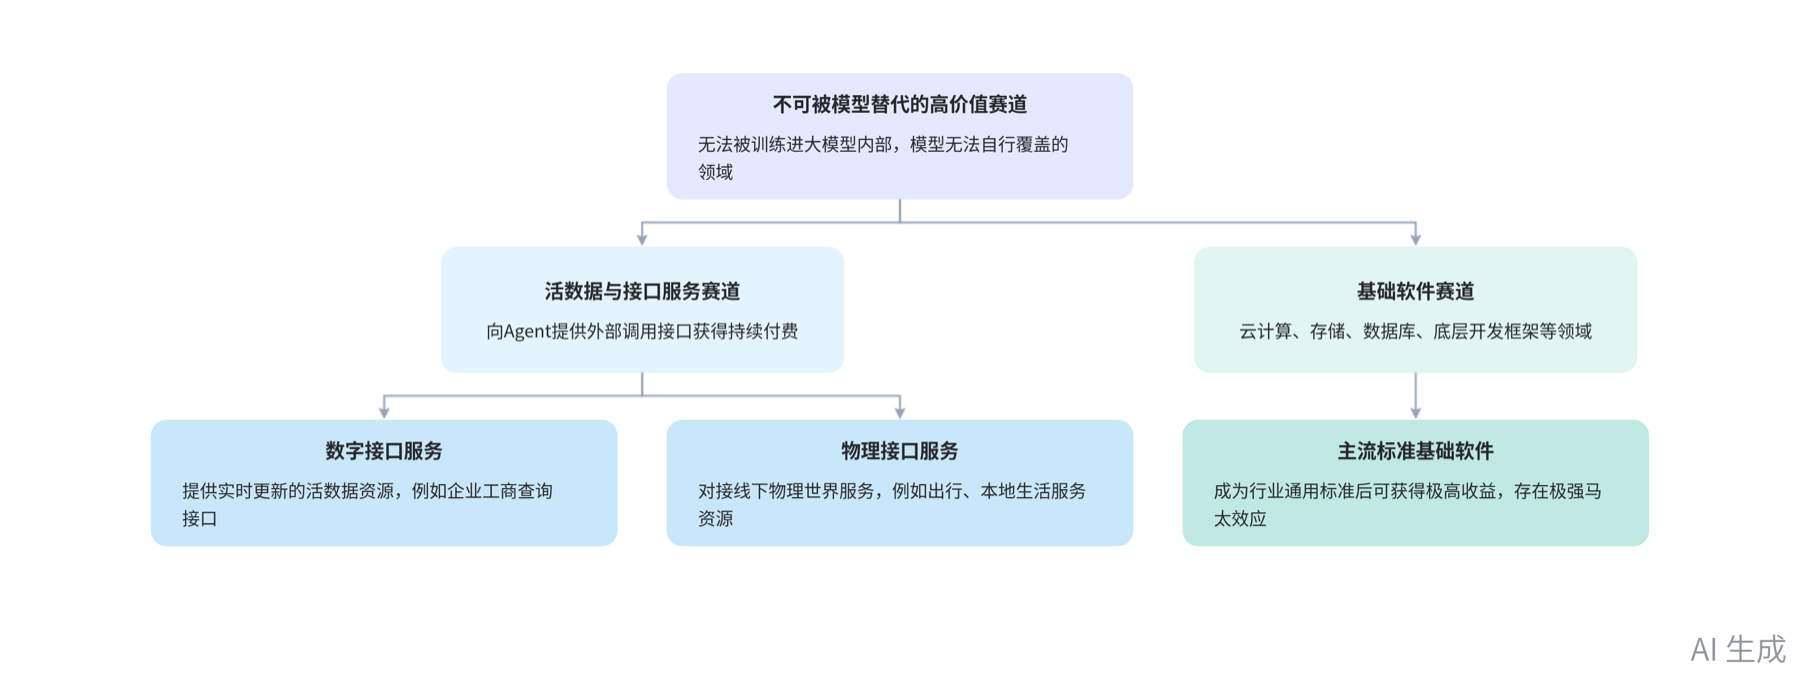 不可被模型替代的高价值赛道
无法被训练进大模型内部，模型无法自行覆盖的
领域
活数据与接口服务赛道
向Agent提供外部调用接口获得持续付费
基础软件赛道
云计算、存储、数据库、底层开发框架等领域
数字接口服务
提供实时更新的活数据资源，例如企业工商查询
接口
物理接口服务
对接线下物理世界服务，例如出行、本地生活服务
资源
主流标准基础软件
成为行业通用标准后可获得极高收益，存在极强马
太效应
AI 生成